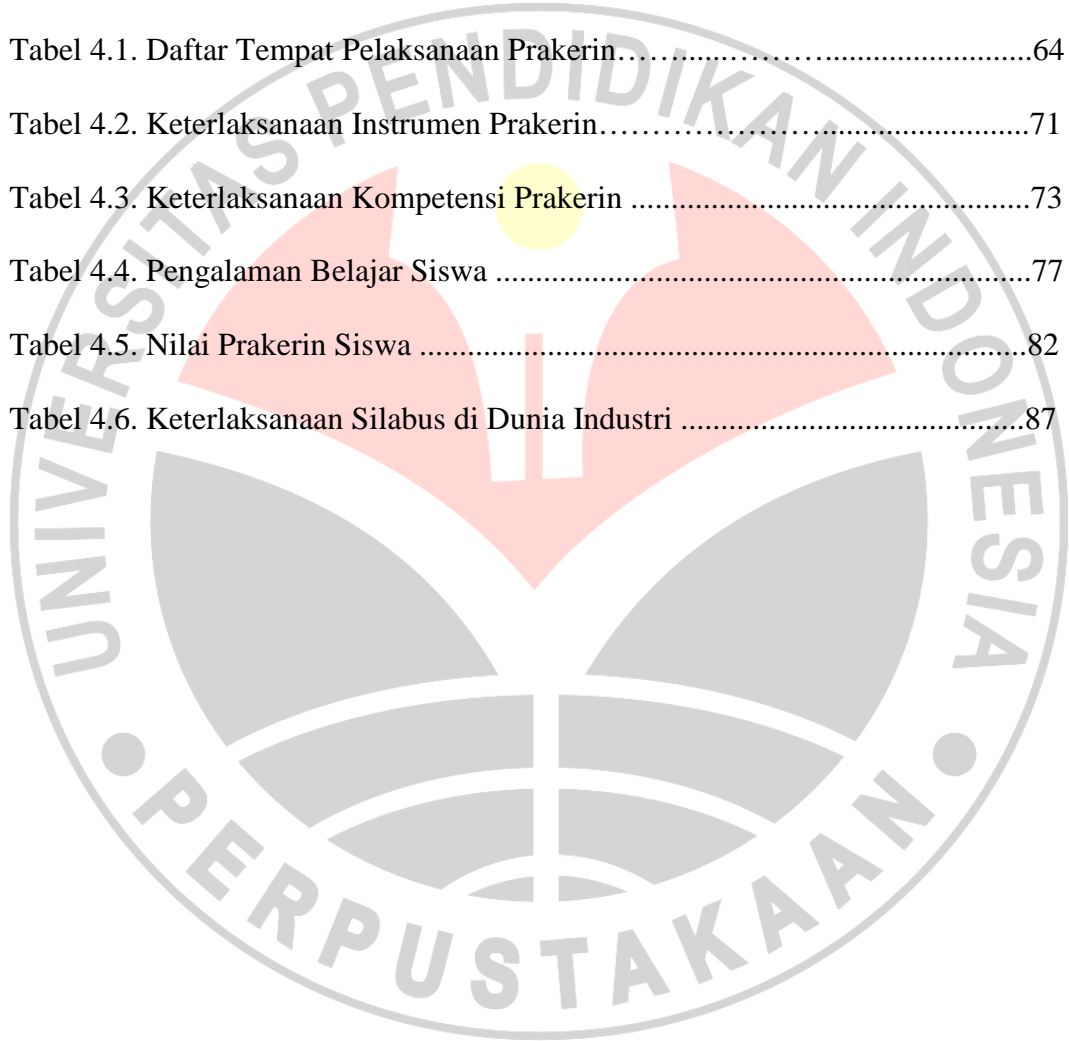 Tabel 4.1. Daftar Tempat Pelaksanaan Prakerin…….....………..........................64
Tabel 4.2. Keterlaksanaan Instrumen Prakerin…………………..........................71
Tabel 4.3. Keterlaksanaan Kompetensi Prakerin ..................................................73
Tabel 4.4. Pengalaman Belajar Siswa ...................................................................77
Tabel 4.5. Nilai Prakerin Siswa ............................................................................82
Tabel 4.6. Keterlaksanaan Silabus di Dunia Industri ...........................................87
UNIVERSITAS PENDIDIKAN INDONESIA
PERPUSTAKAAN